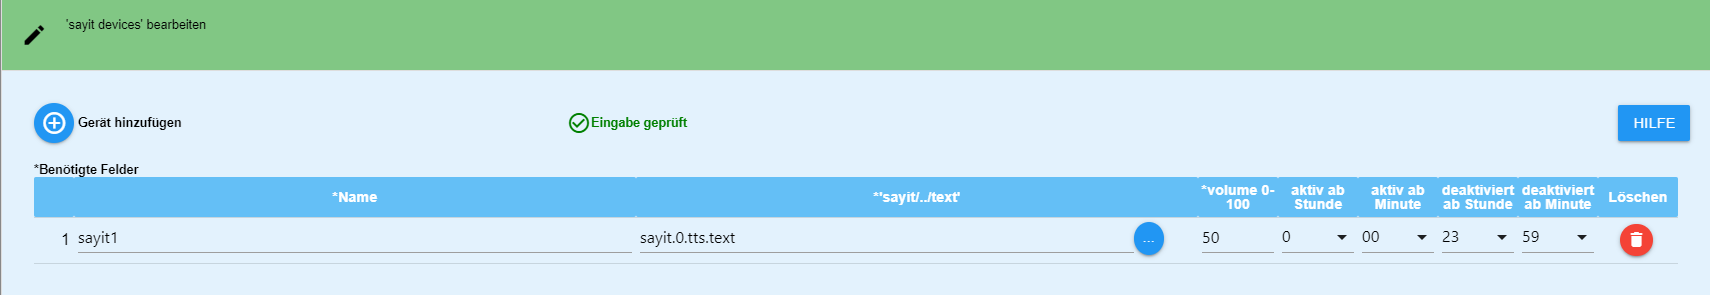 'sayit devices' bearbeiten
Gerät hinzufügen
Eingabe geprüft
HILFE
*Benötigte Felder
*Name *'sayit/../text' *volume 0-100 aktiv ab Stunde aktiv ab Minute deaktiviert ab Stunde deaktiviert ab Minute Löschen
1 sayit1 sayit.0.tts.text ... 50 0 00 23 59